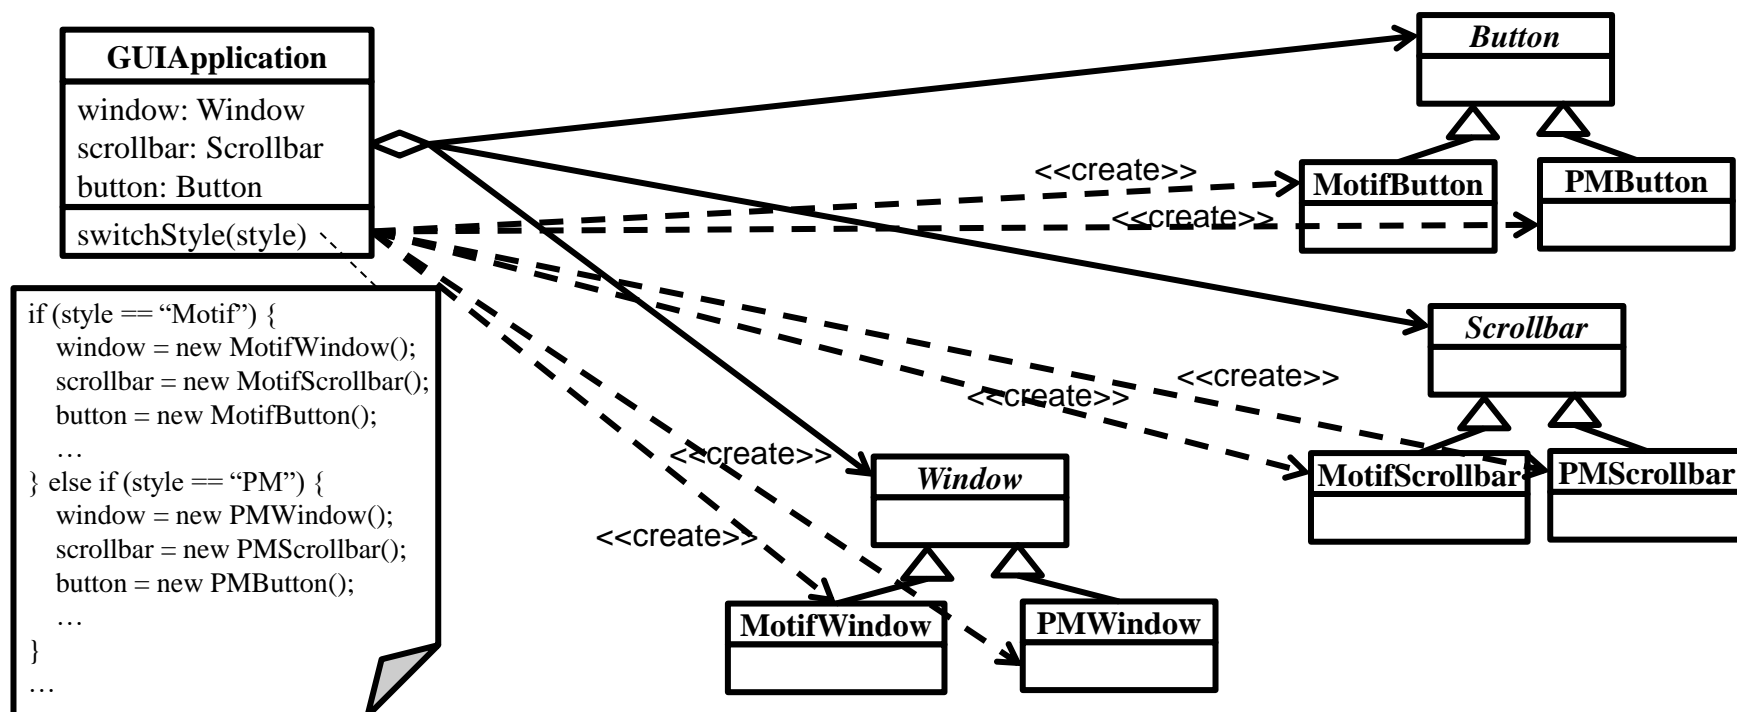 GUIApplication
window: Window
scrollbar: Scrollbar
button: Button
switchStyle(style)
if (style == “Motif”) {
window = new MotifWindow();
scrollbar = new MotifScrollbar();
button = new MotifButton();
…
} else if (style == “PM”) {
window = new PMWindow();
scrollbar = new PMScrollbar();
button = new PMButton();
…
}
…
Button
<<create>>
MotifButton
PMButton
<<create>>
Scrollbar
<<create>>
<<create>>
MotifScrollbar
PMScrollbar
<<create>>
Window
<<create>>
MotifWindow
PMWindow